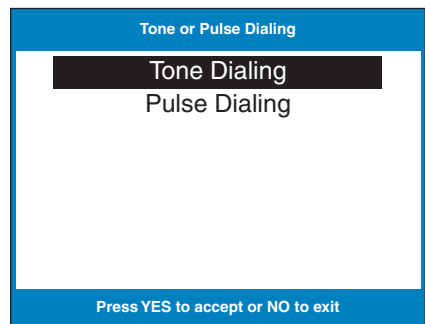 Tone or Pulse Dialing
Tone Dialing
Pulse Dialing
Press YES to accept or NO to exit